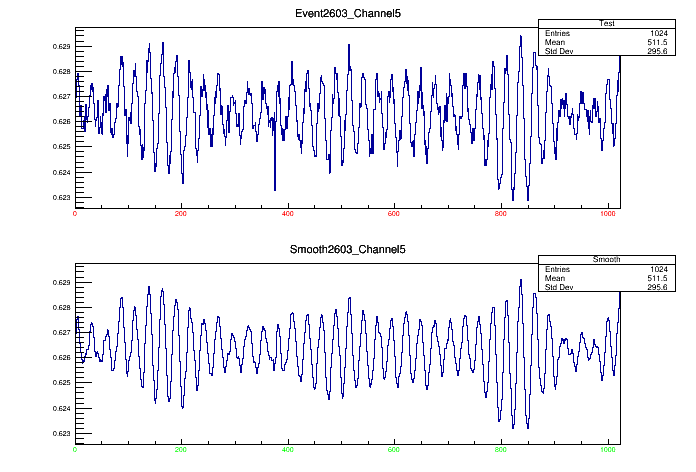 Event2603_Channel5
Test
Entries 1024
Mean 511.5
Std Dev 295.6
0.629
0.628
0.627
0.626
0.625
0.624
0.623
0 200 400 600 800 1000
Smooth2603_Channel5
Smooth
Entries 1024
Mean 511.5
Std Dev 295.6
0.629
0.628
0.627
0.626
0.625
0.624
0.623
0 200 400 600 800 1000